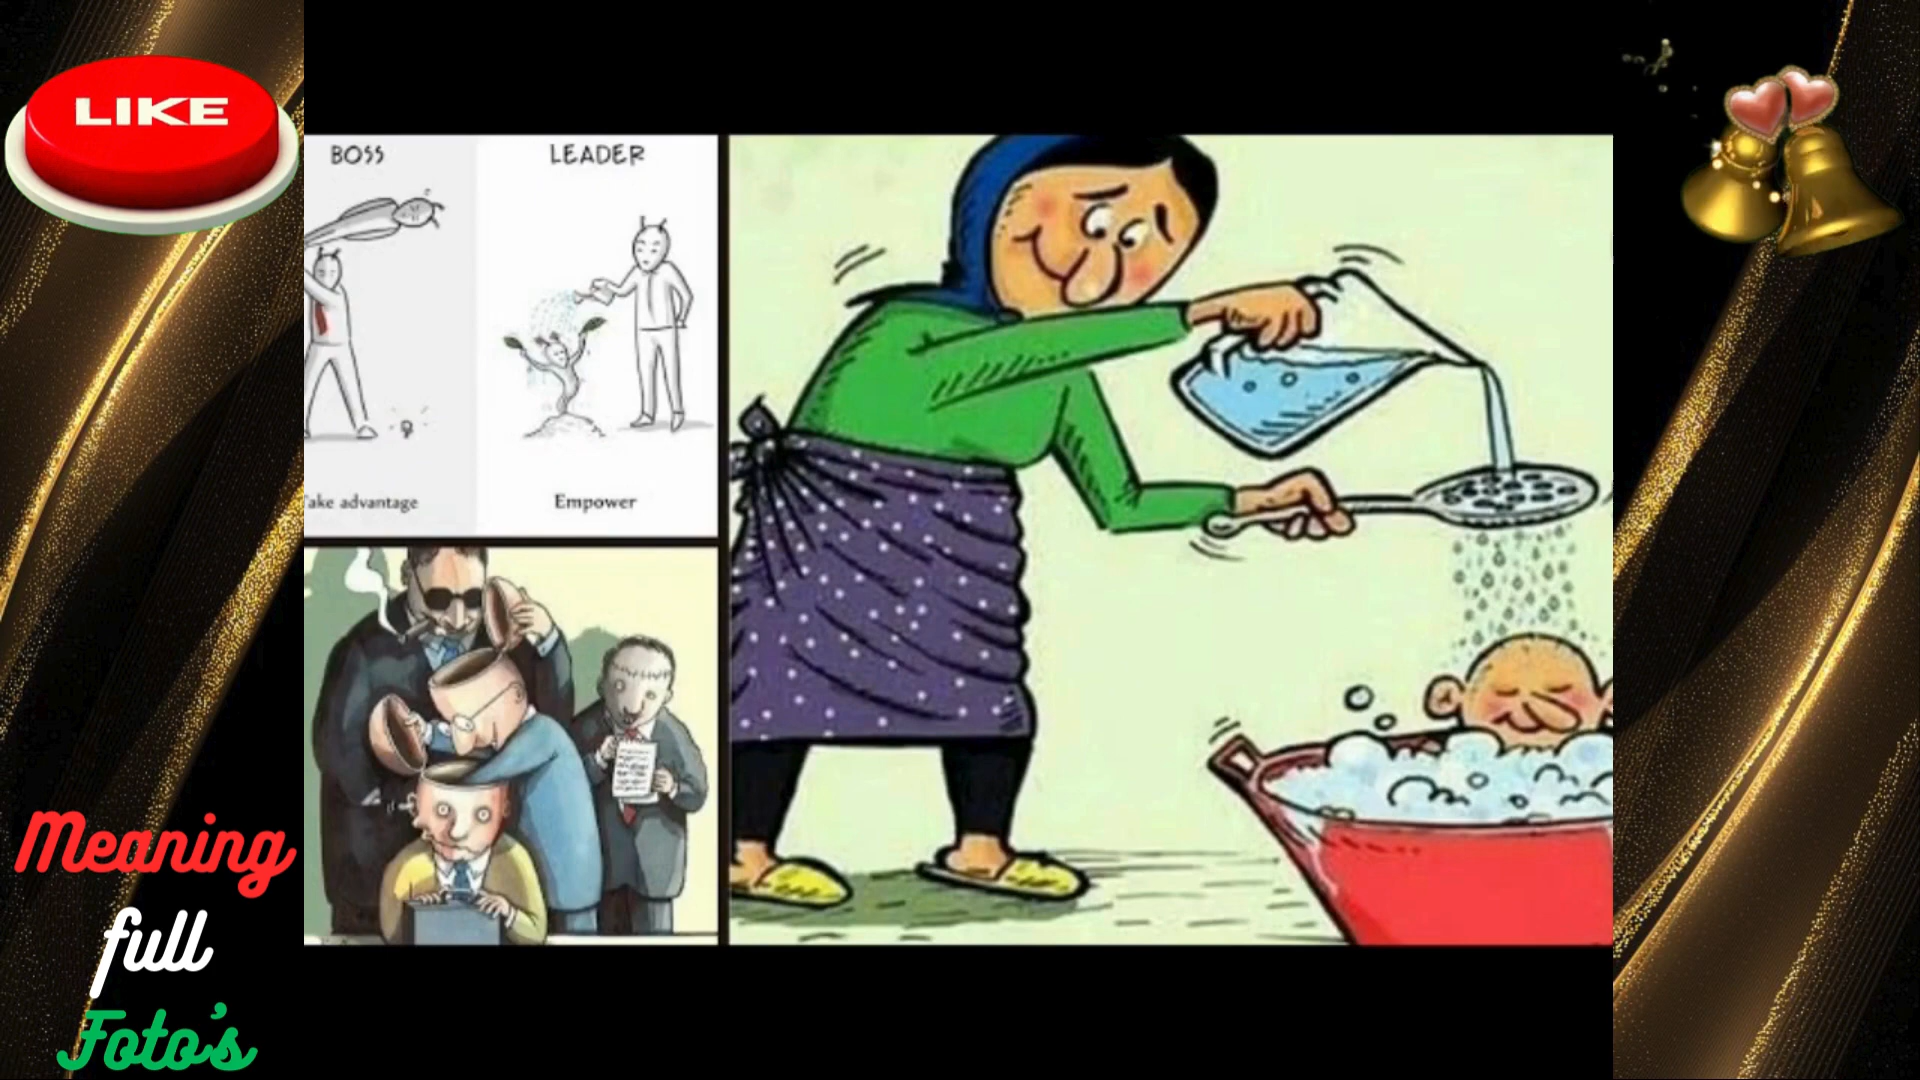 LIKE
BOSS
LEADER
ake advantage
Empower
Meaning
full
Foto's